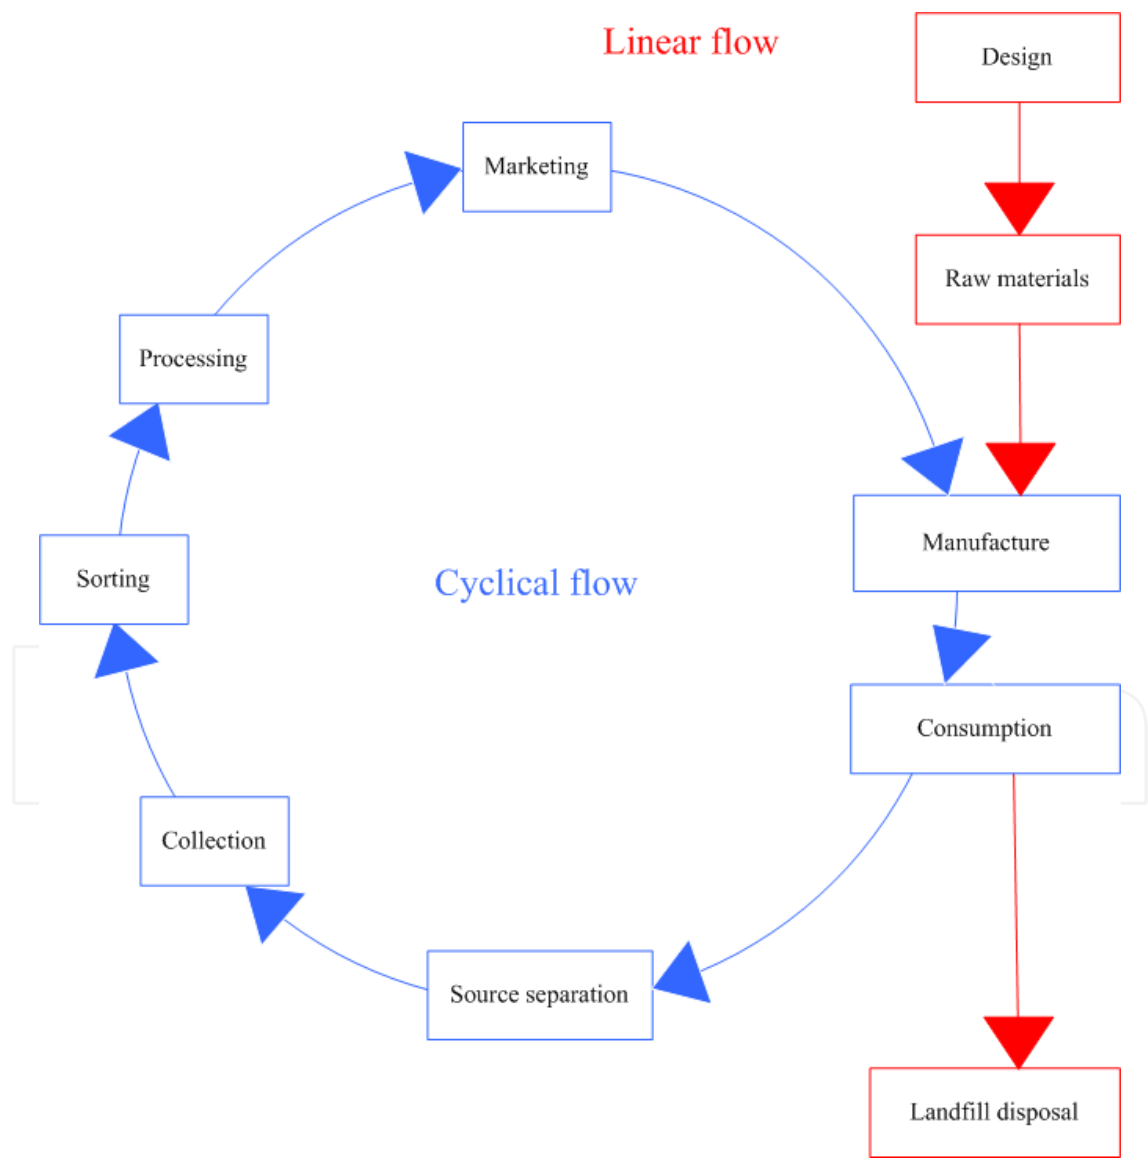 Linear flow
Design
Marketing
Raw materials
Processing
Manufacture
Sorting
Cyclical flow
Consumption
Collection
Source separation
Landfill disposal